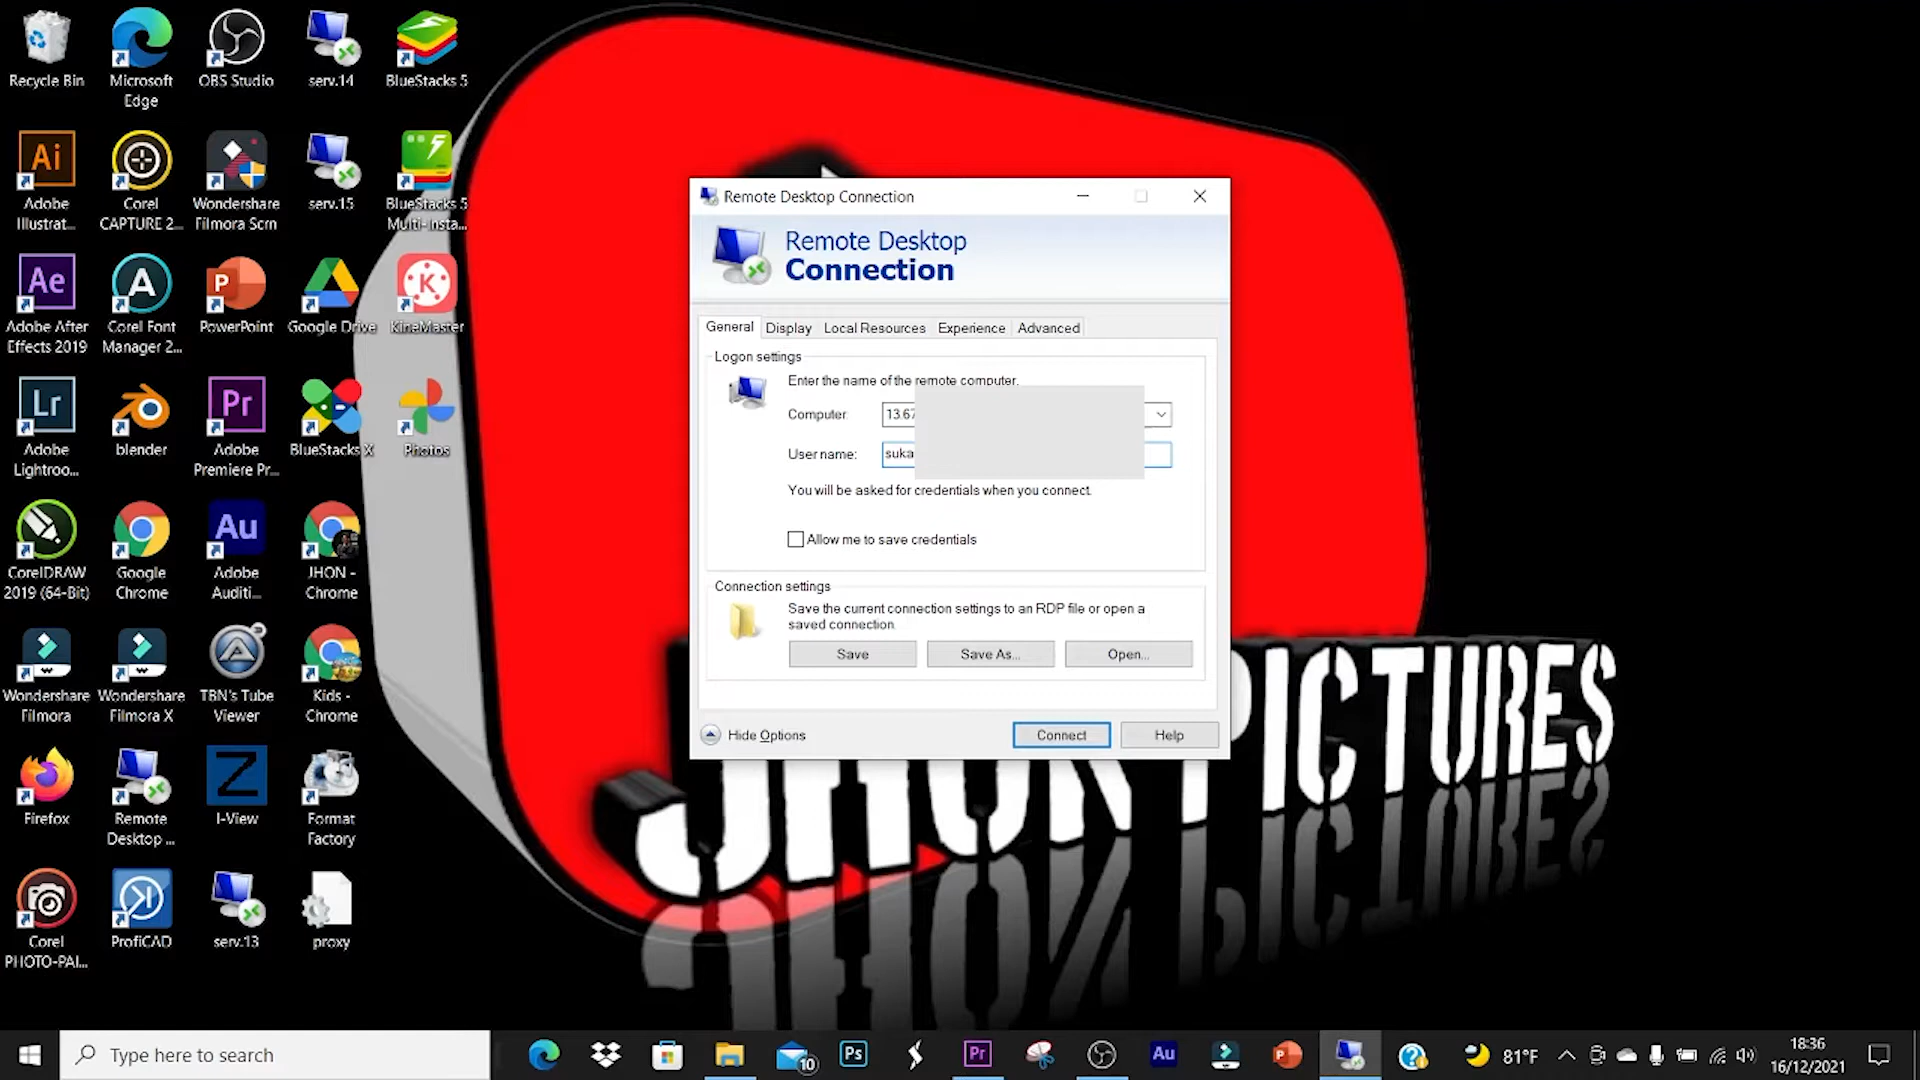 Recycle Bin
Microsoft
Edge
OBS Studio
serv.14
BlueStacks 5
Adobe
Illustrat...
Corel
CAPTURE 2...
Wondershare
Filmora Scrn
serv.15
BlueStacks 5
Multi-Insta...
Adobe After
Effects 2019
Corel Font
Manager 2...
PowerPoint
Google Drive
KineMaster
Adobe
Lightroo...
blender
Adobe
Premiere Pr...
BlueStacks X
Photos
CorelDRAW
2019 (64-Bit)
Google
Chrome
Adobe
Auditi...
JHON -
Chrome
Wondershare
Filmora
Wondershare
Filmora X
TBN's Tube
Viewer
Kids -
Chrome
Firefox
Remote
Desktop ...
I-View
Format
Factory
Corel
PHOTO-PAI...
ProfiCAD
serv.13
proxy
Remote Desktop Connection
Remote Desktop
Connection
General Display Local Resources Experience Advanced
Logon settings
Enter the name of the remote computer.
Computer: 13.67
User name: suka
You will be asked for credentials when you connect.
Allow me to save credentials
Connection settings
Save the current connection settings to an RDP file or open a
saved connection.
Save Save As... Open...
Hide Options Connect Help
JHON PICTURES
Type here to search
10
81°F
18:36
16/12/2021